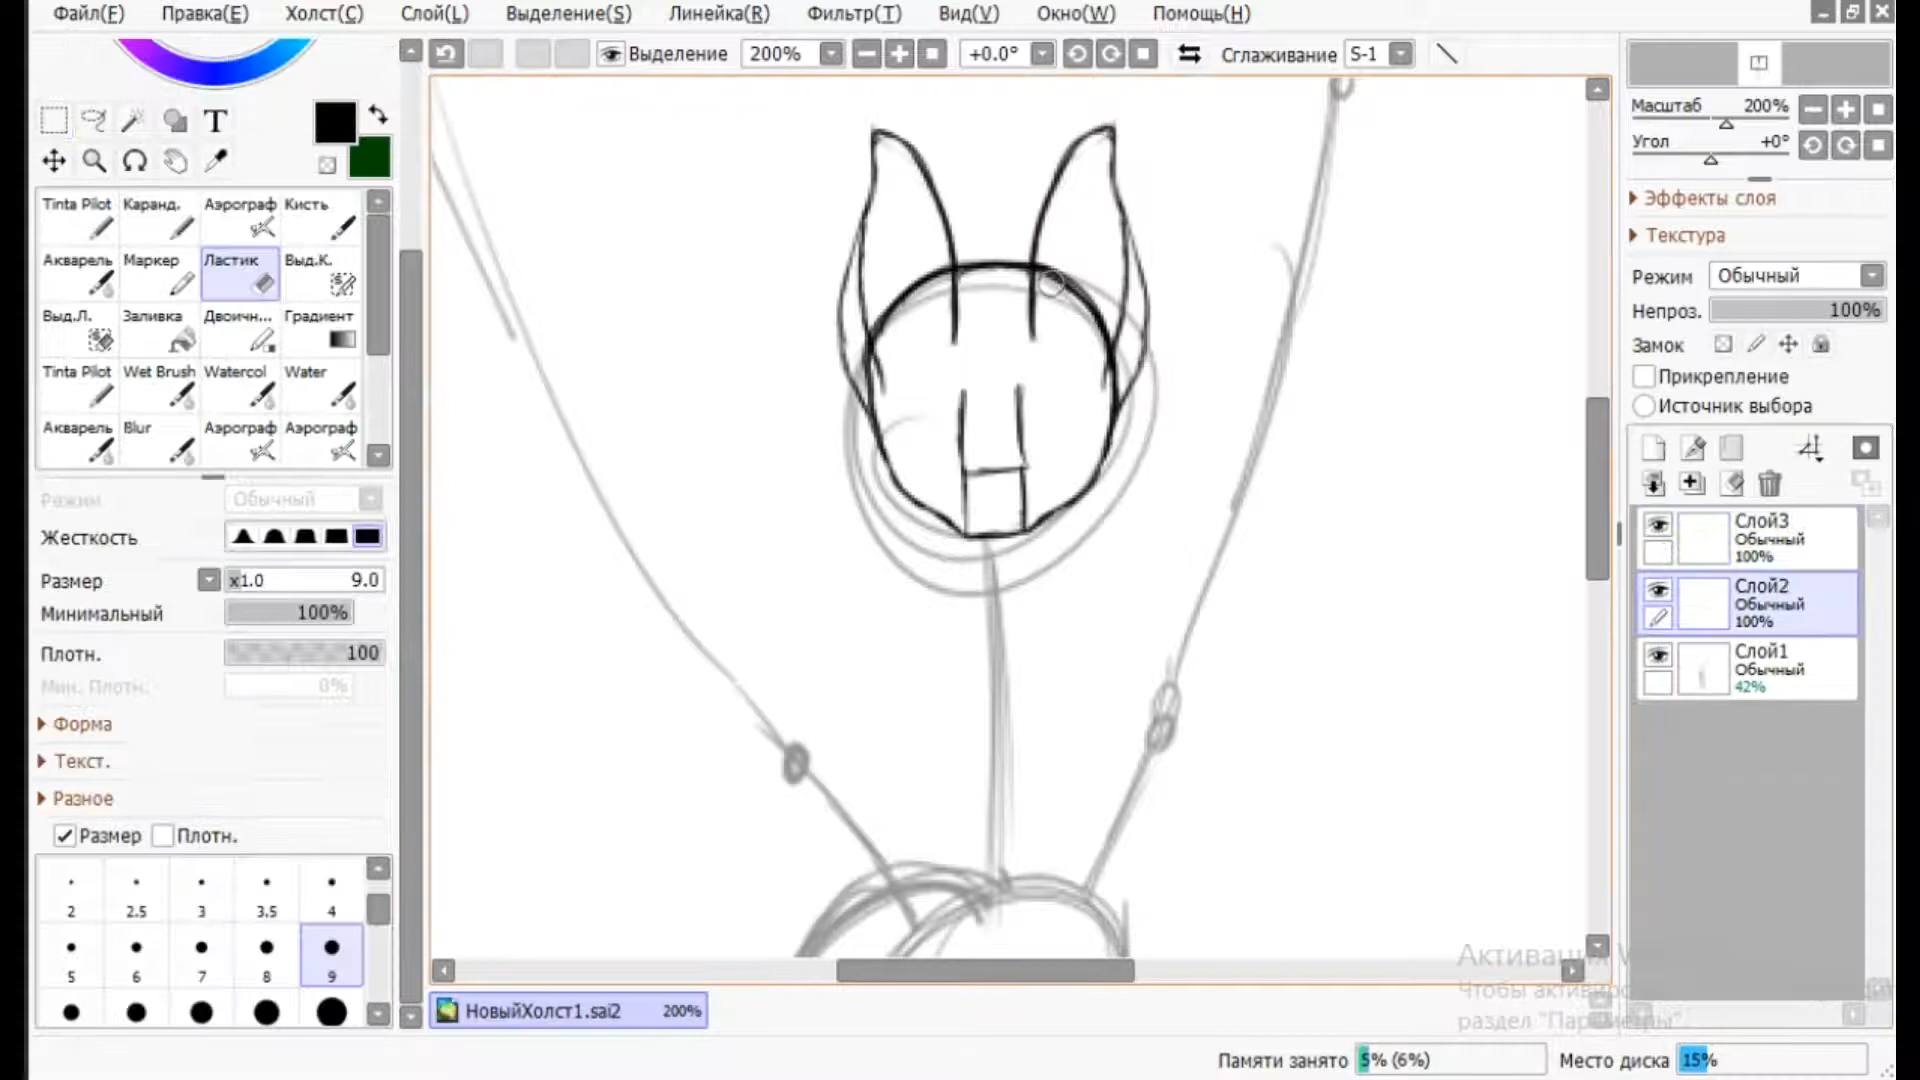 Файл(F) Правка(E) Холст(C) Слой(L) Выделение(S) Линейка(R) Фильтр(T) Вид(V) Окно(W) Помощь(H)
Выделение 200% +0.0° Сглаживание S-1
T
Tinta Pilot Каранд. Аэрограф Кисть
Акварель Маркер Ластик Выд.К.
Выд.Л. Заливка Двоичн... Градиент
Tinta Pilot Wet Brush Watercol Water
Акварель Blur Аэрограф Аэрограф
Режим Обычный
Жесткость
Размер x1.0 9.0
Минимальный 100%
Плотн. 100
Мин. Плотн. 0%
Форма
Текст.
Разное
Размер Плотн.
2 2.5 3 3.5 4
5 6 7 8 9
НовыйХолст1.sai2 200%
Масштаб 200%
Угол +0°
Эффекты слоя
Текстура
Режим Обычный
Непроз. 100%
Замок
Прикрепление
Источник выбора
Слой3
Обычный
100%
Слой2
Обычный
100%
Слой1
Обычный
42%
Активаци
Чтобы активиро
раздел "Параметры".
Памяти занято 5% (6%) Место диска 15%